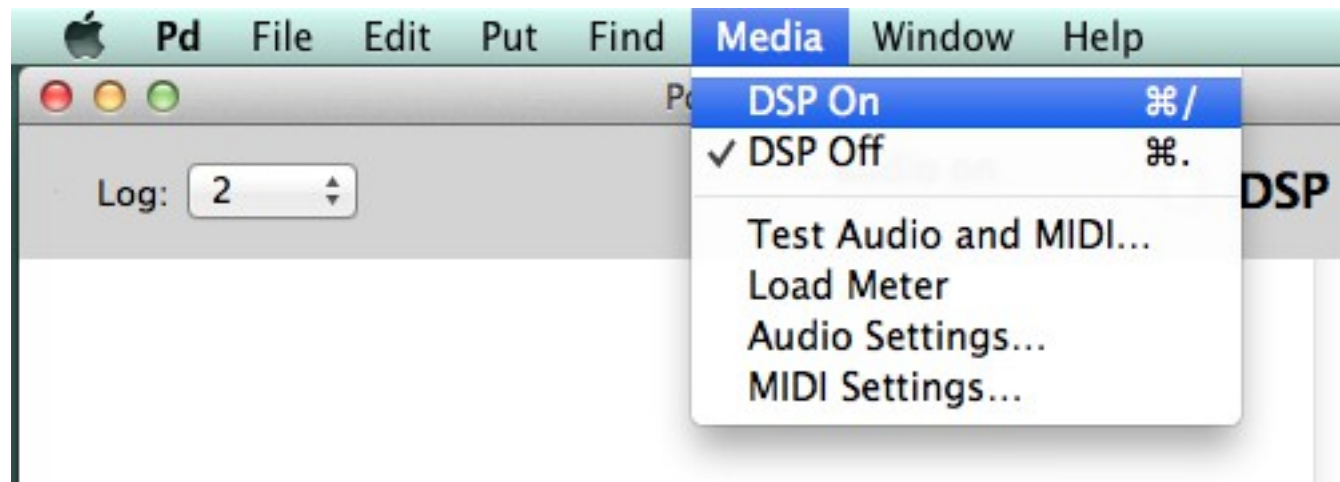 Pd File Edit Put Find Media Window Help
DSP On ⌘/
✓ DSP Off ⌘.
Log: 2
DSP
Test Audio and MIDI...
Load Meter
Audio Settings...
MIDI Settings...